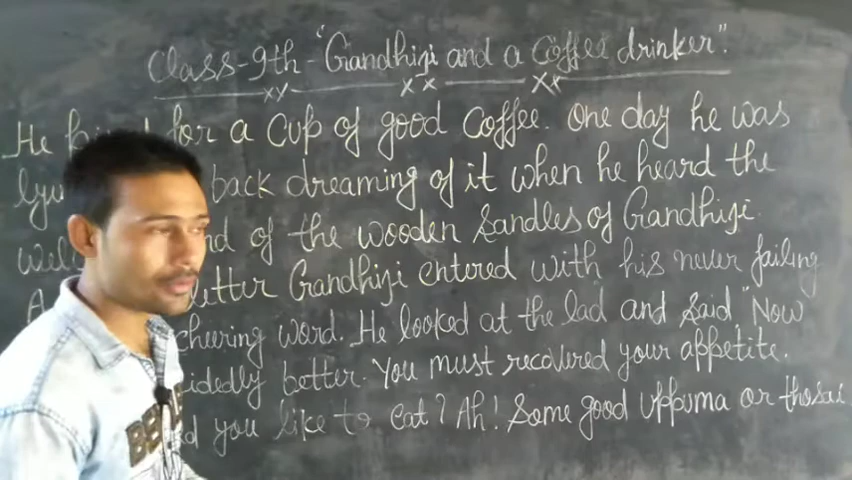 Class-9th-"Gandhiji and a Coffee drinker".
He for a cup of good coffee. One day he was
back dreaming of it when he heard the
of the wooden sandles of Gandhiji.
A letter Gandhiji entered with his never failing
cheering word. He looked at the lad and said, "Now
idedly better. You must recovered your appetite.
d you like to eat? Ah! Some good uppuma or thosai